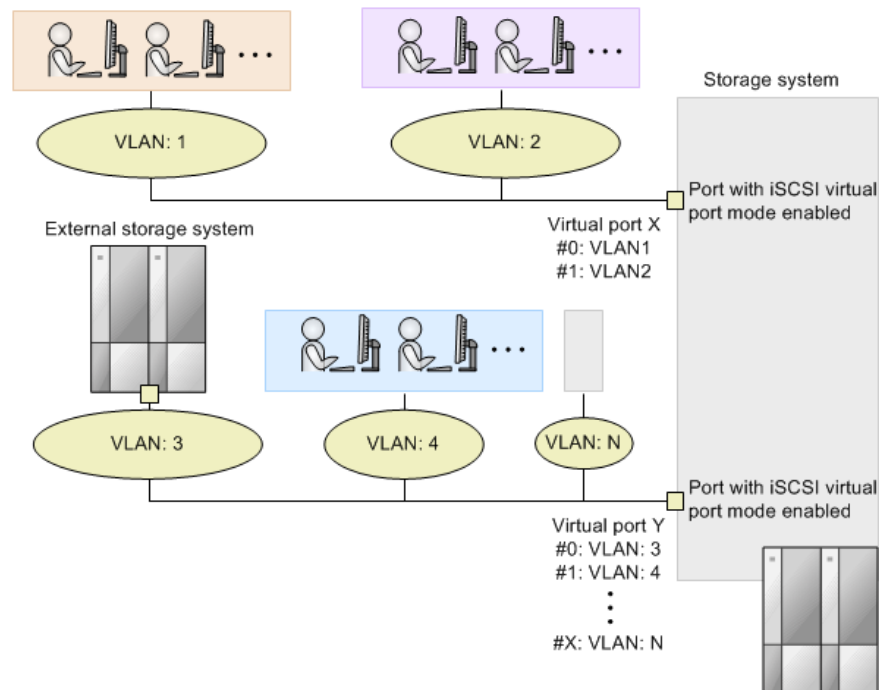 Storage system
VLAN: 1
VLAN: 2
Port with iSCSI virtual
port mode enabled
Virtual port X
#0: VLAN1
#1: VLAN2
External storage system
VLAN: 3
VLAN: 4
VLAN: N
Port with iSCSI virtual
port mode enabled
Virtual port Y
#0: VLAN: 3
#1: VLAN: 4
#X: VLAN: N